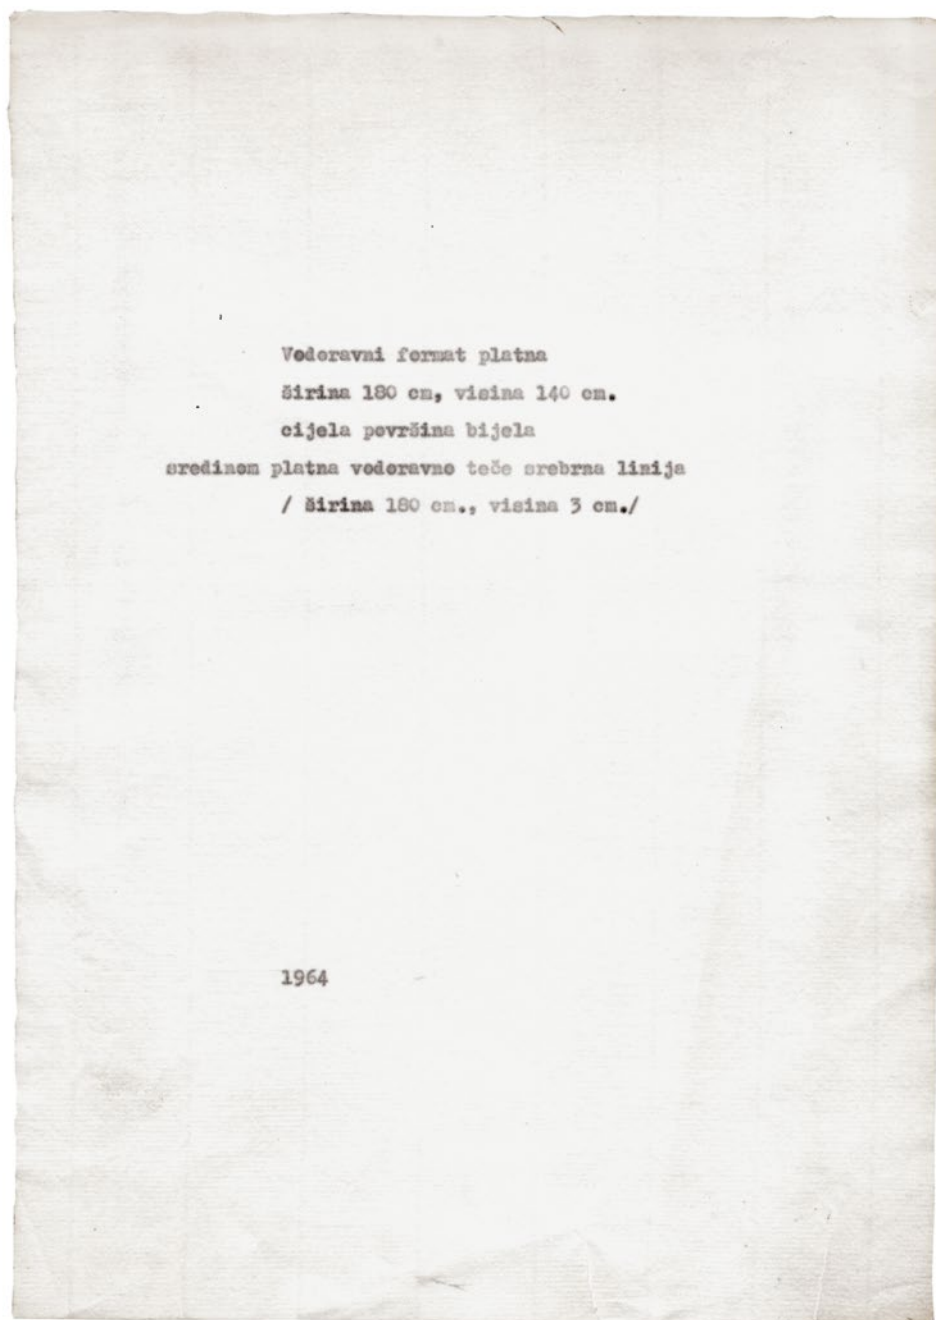 Vodoravni format platna
širina 180 cm, visina 140 cm.
cijela površina bijela
sredinom platna vodoravno teče srebrna linija
/ širina 180 cm., visina 3 cm./
1964